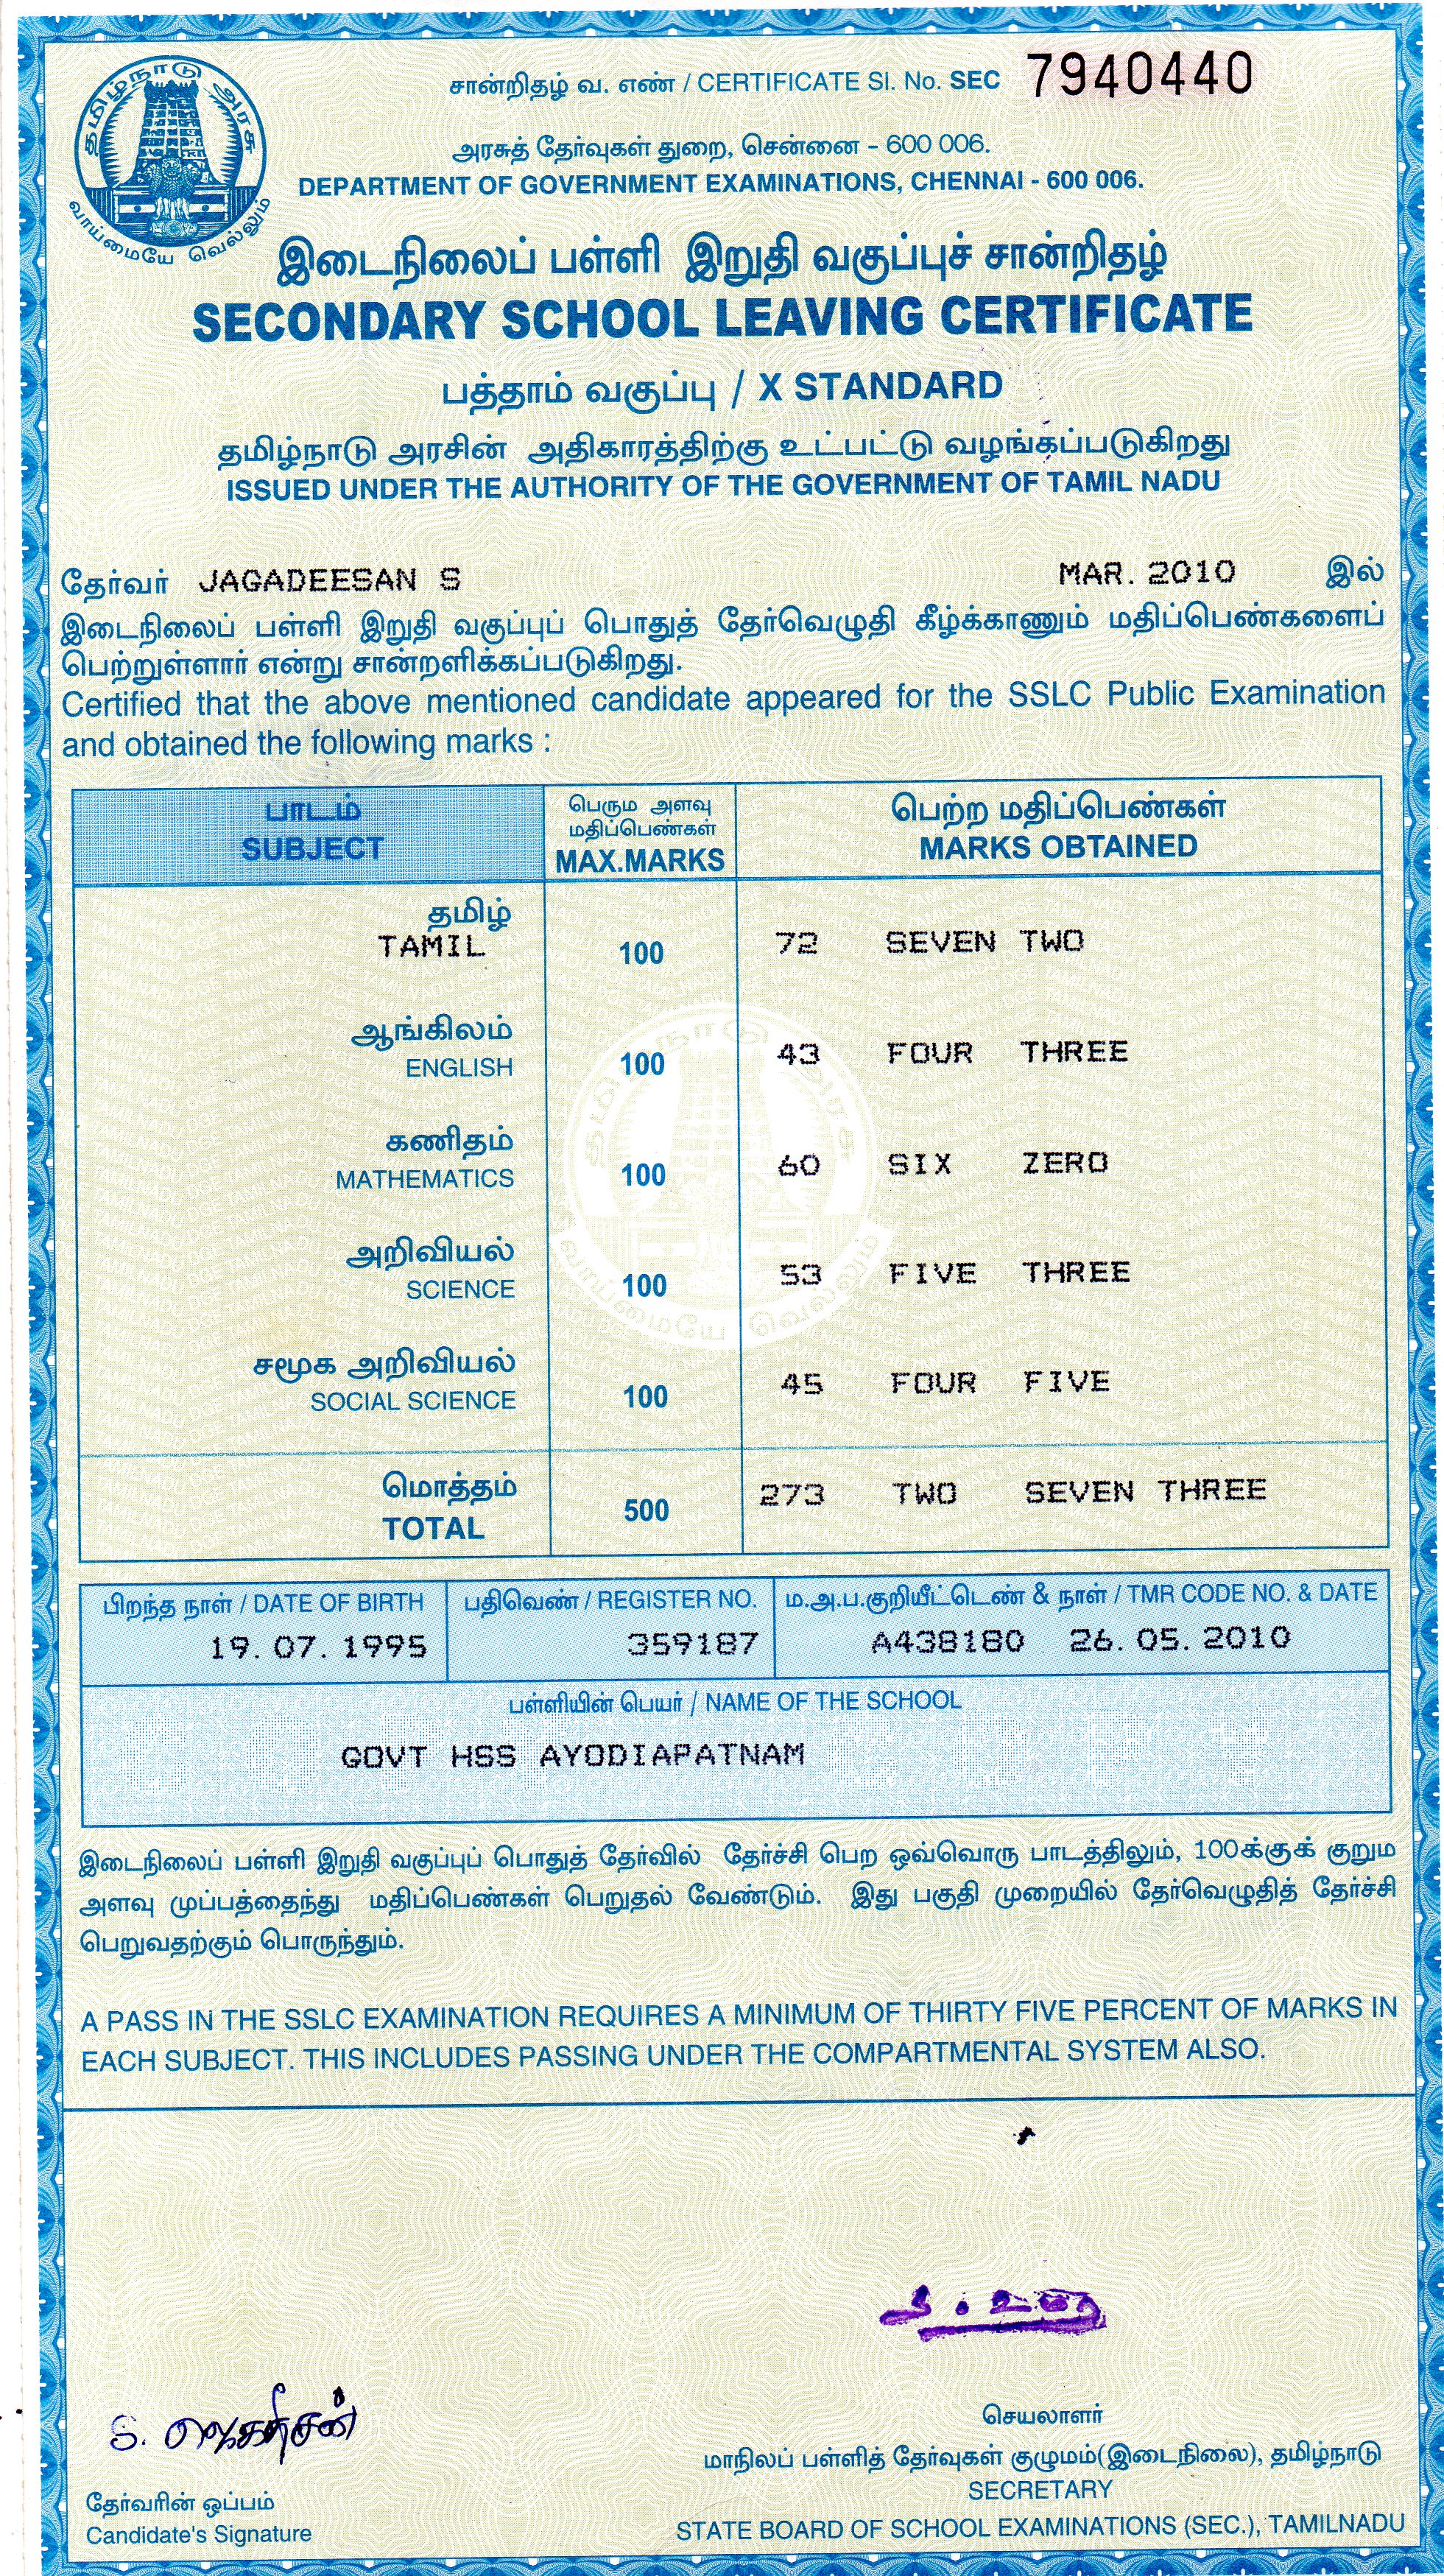 தமிழ்நாடு அரசு
வாய்மையே வெல்லும்
சான்றிதழ் வ. எண் / CERTIFICATE Sl. No. SEC 7940440
அரசுத் தேர்வுகள் துறை, சென்னை - 600 006.
DEPARTMENT OF GOVERNMENT EXAMINATIONS, CHENNAI - 600 006.
இடைநிலைப் பள்ளி இறுதி வகுப்புச் சான்றிதழ்
SECONDARY SCHOOL LEAVING CERTIFICATE
பத்தாம் வகுப்பு / X STANDARD
தமிழ்நாடு அரசின் அதிகாரத்திற்கு உட்பட்டு வழங்கப்படுகிறது
ISSUED UNDER THE AUTHORITY OF THE GOVERNMENT OF TAMIL NADU
தேர்வர் JAGADEESAN S MAR. 2010 இல்
இடைநிலைப் பள்ளி இறுதி வகுப்புப் பொதுத் தேர்வெழுதி கீழ்க்காணும் மதிப்பெண்களைப்
பெற்றுள்ளார் என்று சான்றளிக்கப்படுகிறது.
Certified that the above mentioned candidate appeared for the SSLC Public Examination
and obtained the following marks :
பாடம் பெரும அளவு மதிப்பெண்கள் பெற்ற மதிப்பெண்கள்
SUBJECT MAX.MARKS MARKS OBTAINED
தமிழ்
TAMIL 100 72 SEVEN TWO
ஆங்கிலம்
ENGLISH 100 43 FOUR THREE
கணிதம்
MATHEMATICS 100 60 SIX ZERO
அறிவியல்
SCIENCE 100 53 FIVE THREE
சமூக அறிவியல்
SOCIAL SCIENCE 100 45 FOUR FIVE
மொத்தம்
TOTAL 500 273 TWO SEVEN THREE
பிறந்த நாள் / DATE OF BIRTH பதிவெண் / REGISTER NO. ம.அ.ப.குறியீட்டெண் & நாள் / TMR CODE NO. & DATE
19. 07. 1995 359187 A438180 26. 05. 2010
பள்ளியின் பெயர் / NAME OF THE SCHOOL
GOVT HSS AYODIAPATNAM
COPY COPY
இடைநிலைப் பள்ளி இறுதி வகுப்புப் பொதுத் தேர்வில் தேர்ச்சி பெற ஒவ்வொரு பாடத்திலும், 100க்குக் குறும
அளவு முப்பத்தைந்து மதிப்பெண்கள் பெறுதல் வேண்டும். இது பகுதி முறையில் தேர்வெழுதித் தேர்ச்சி
பெறுவதற்கும் பொருந்தும்.
A PASS IN THE SSLC EXAMINATION REQUIRES A MINIMUM OF THIRTY FIVE PERCENT OF MARKS IN
EACH SUBJECT. THIS INCLUDES PASSING UNDER THE COMPARTMENTAL SYSTEM ALSO.
S. ஜெகதீசன்
தேர்வரின் ஒப்பம்
Candidate's Signature
செயலாளர்
மாநிலப் பள்ளித் தேர்வுகள் குழுமம்(இடைநிலை), தமிழ்நாடு
SECRETARY
STATE BOARD OF SCHOOL EXAMINATIONS (SEC.), TAMILNADU